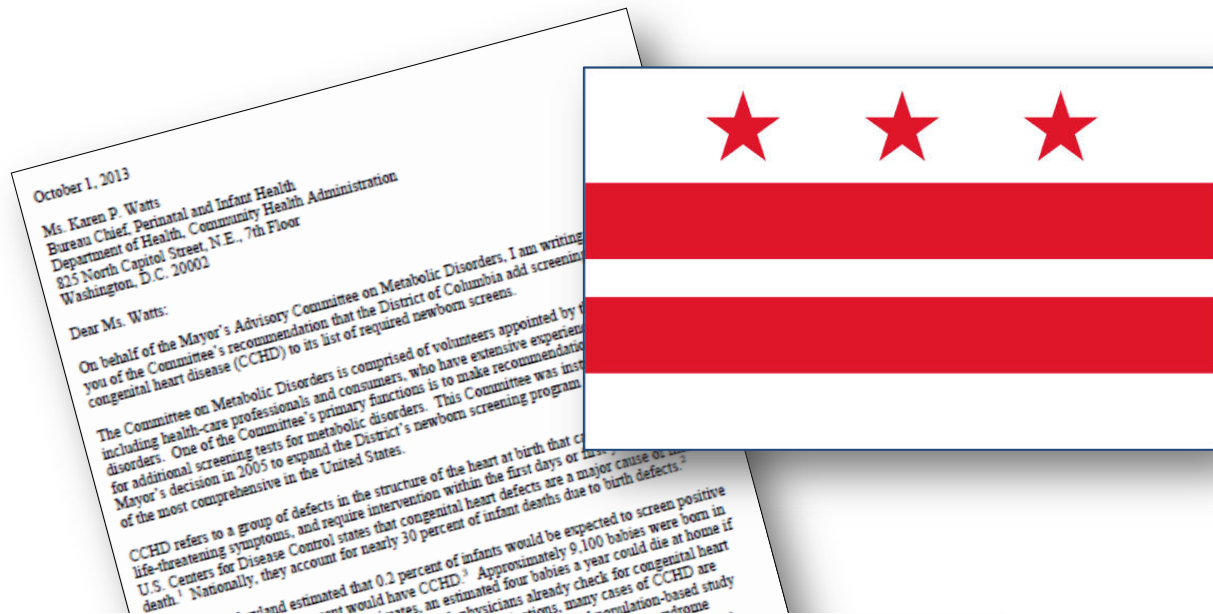 October 1, 2013
Ms. Karen P. Watts
Bureau Chief, Perinatal and Infant Health
Department of Health, Community Health Administration
825 North Capitol Street, N.E., 7th Floor
Washington, D.C. 20002
Dear Ms. Watts:
On behalf of the Mayor's Advisory Committee on Metabolic Disorders, I am writing
you of the Committee's recommendation that the District of Columbia add screening
congenital heart disease (CCHD) to its list of required newborn screens.
The Committee on Metabolic Disorders is comprised of volunteers appointed by
including health-care professionals and consumers, who have extensive
disorders. One of the Committee's primary functions is to make
for additional screening tests for metabolic disorders. This Committee was
Mayor's decision in 2005 to expand the District's newborn screening program
of the most comprehensive in the United States.
CCHD refers to a group of defects in the structure of the heart at birth that
life-threatening symptoms, and require intervention within the first days or
U.S. Centers for Disease Control states that congenital heart defects are a major cause of
death.¹ Nationally, they account for nearly 30 percent of infant deaths due to birth defects.²
estimated that 0.2 percent of infants would be expected to screen positive
would have CCHD.³ Approximately 9,100 babies were born in
an estimated four babies a year could die at home if
physicians already check for congenital heart
many cases of CCHD are
population-based study